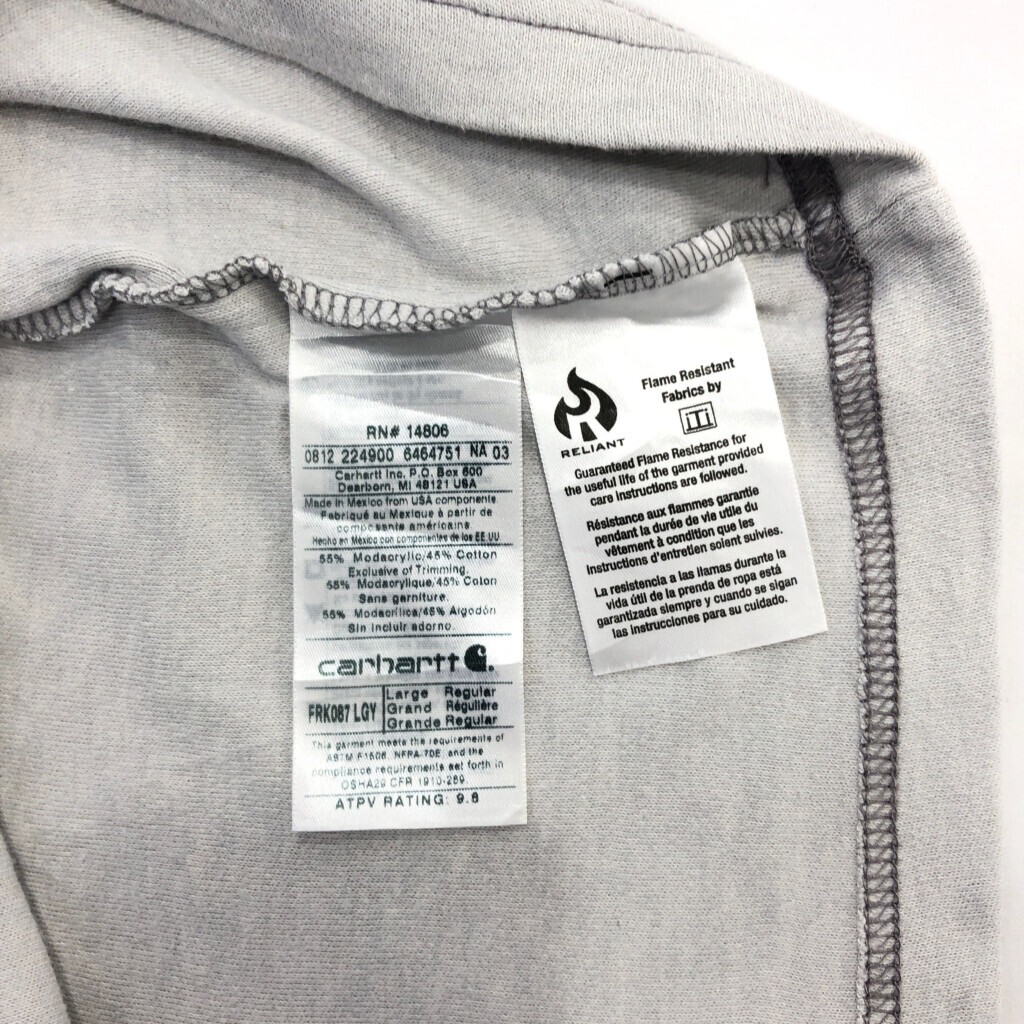 RN# 14806
0812 224900 6464751 NA 03
Carhartt Inc. P.O. Box 600
Dearborn, MI 48121 USA
Made in Mexico from USA components
Fabriqué au Mexique à partir de
composants américains.
Hecho en México con componentes de los EE UU
55% Modacrylic/45% Cotton
Exclusive of Trimming.
55% Modacrylique/45% Coton
Sans garniture.
55% Modacrílica/45% Algodón
Sin incluir adorno.
carhartt
FRK087 LGY
Large Regular
Grand Régulière
Grande Regular
This garment meets the requirements of
ASTM F1506, NFPA 70E, and the
compliance requirements set forth in
OSHA29 CFR 1910-269
ATPV RATING: 9.6
RELIANT
Flame Resistant
Fabrics by
iTi
Guaranteed Flame Resistance for
the useful life of the garment provided
care instructions are followed.
Résistance aux flammes garantie
pendant la durée de vie utile du
vêtement à condition que les
instructions d'entretien soient suivies.
La resistencia a las llamas durante la
vida útil de la prenda de ropa está
garantizada siempre y cuando se sigan
las instrucciones para su cuidado.